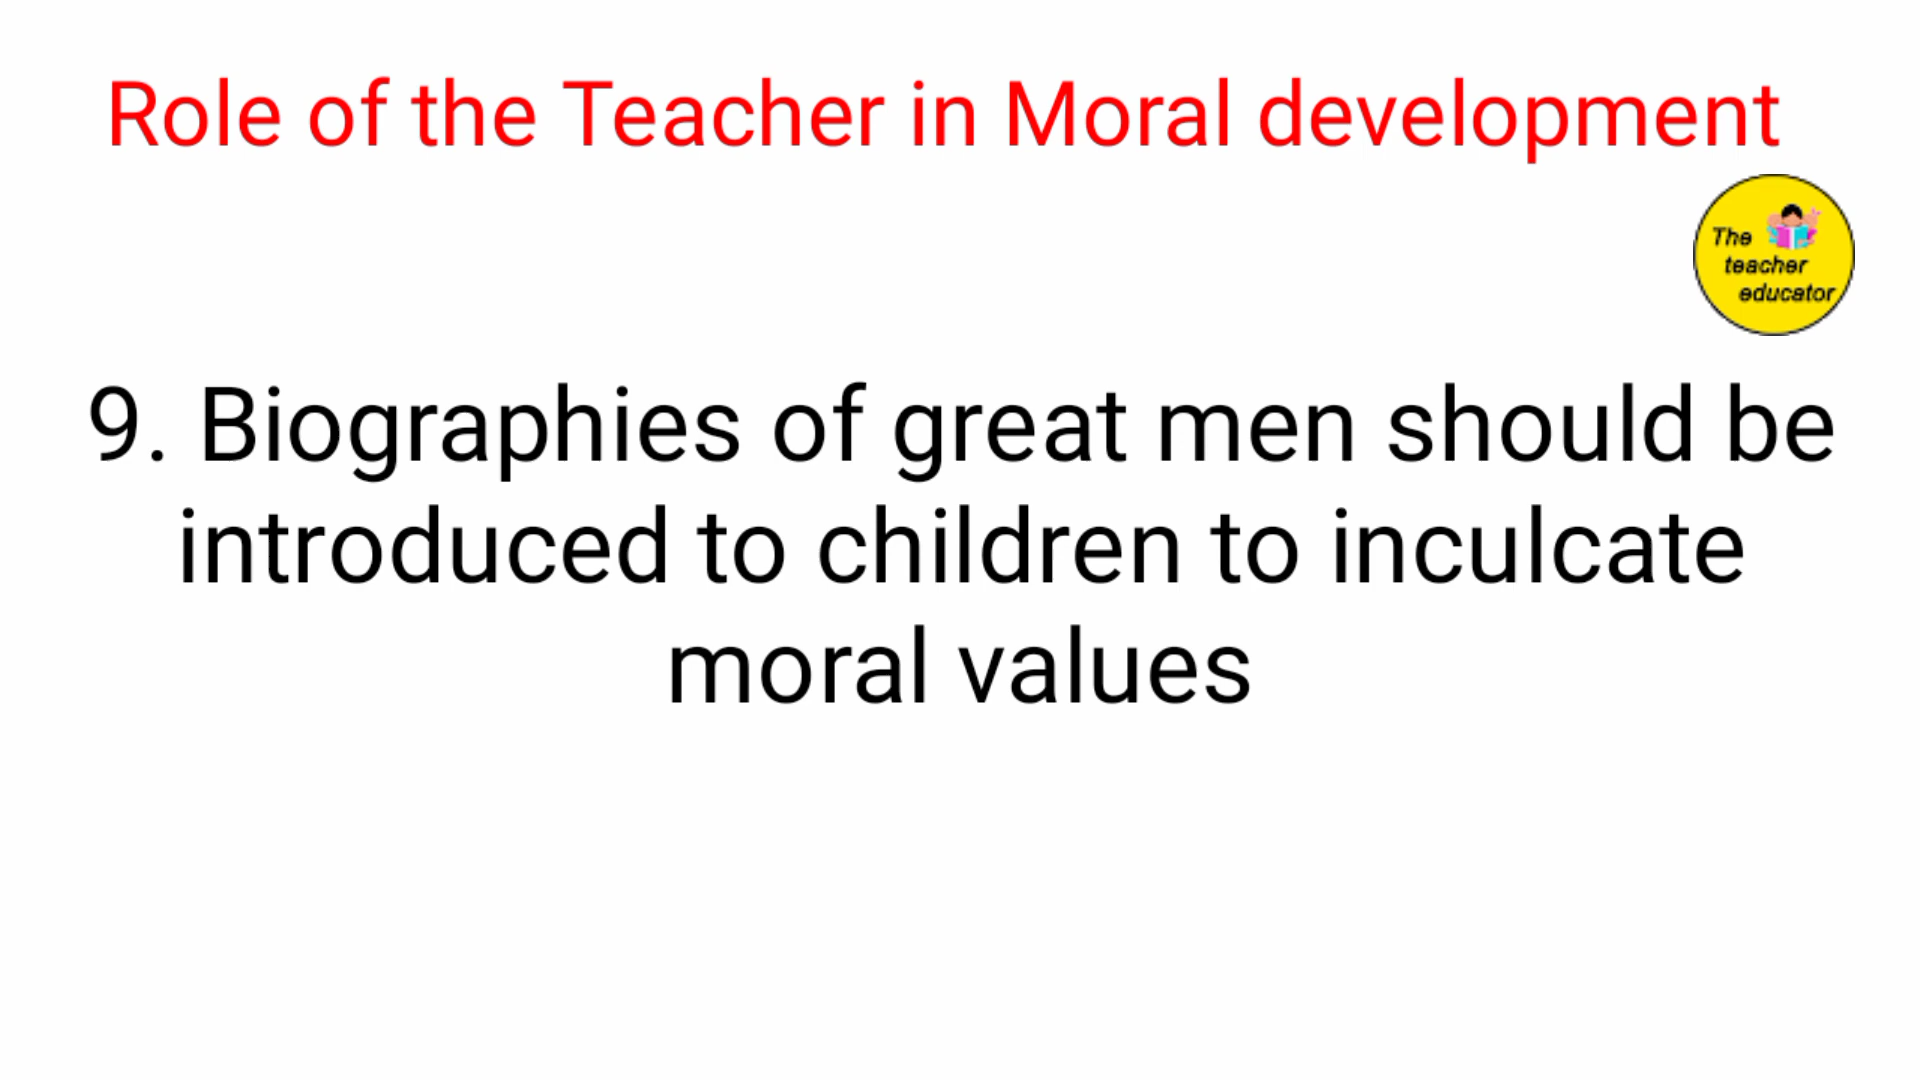 Role of the Teacher in Moral development
The
teacher
educator
9. Biographies of great men should be
introduced to children to inculcate
moral values